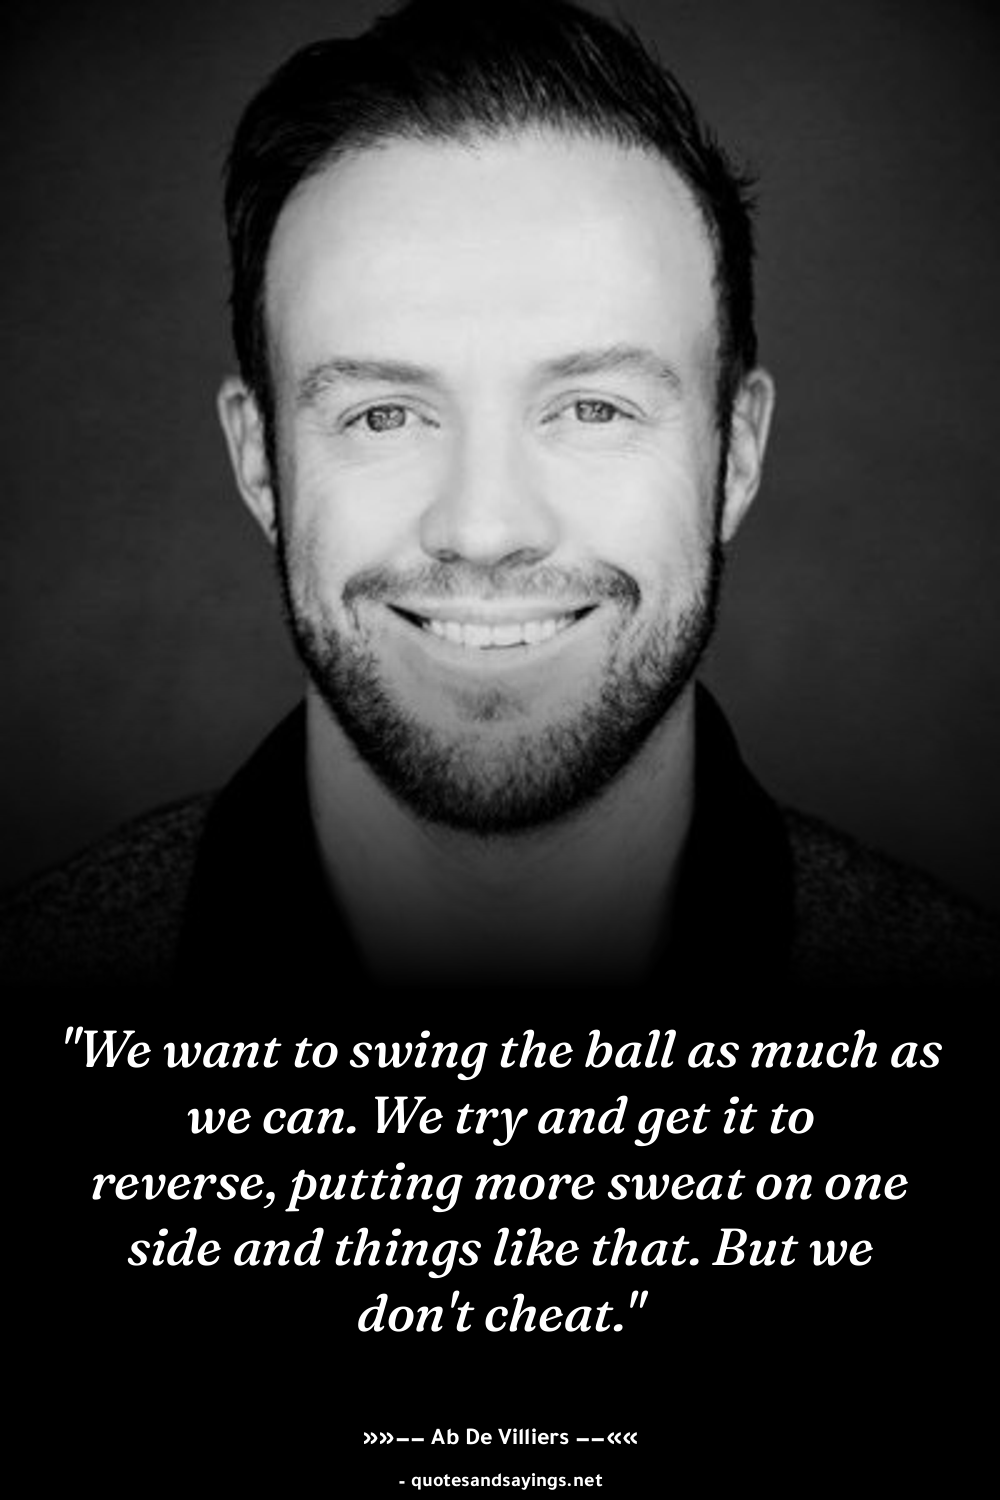 "We want to swing the ball as much as
we can. We try and get it to
reverse, putting more sweat on one
side and things like that. But we
don't cheat."
»»−− Ab De Villiers −−««
- quotesandsayings.net